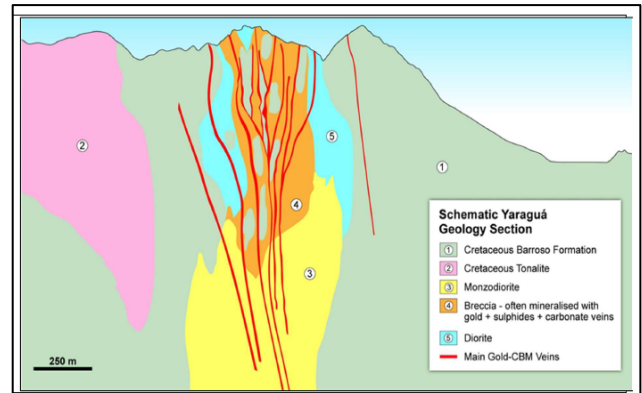 2
5
1
4
3
250 m
Schematic Yaraguá
Geology Section
1 Cretaceous Barroso Formation
2 Cretaceous Tonalite
3 Monzodiorite
4 Breccia - often mineralised with
gold + sulphides + carbonate veins
5 Diorite
Main Gold-CBM Veins